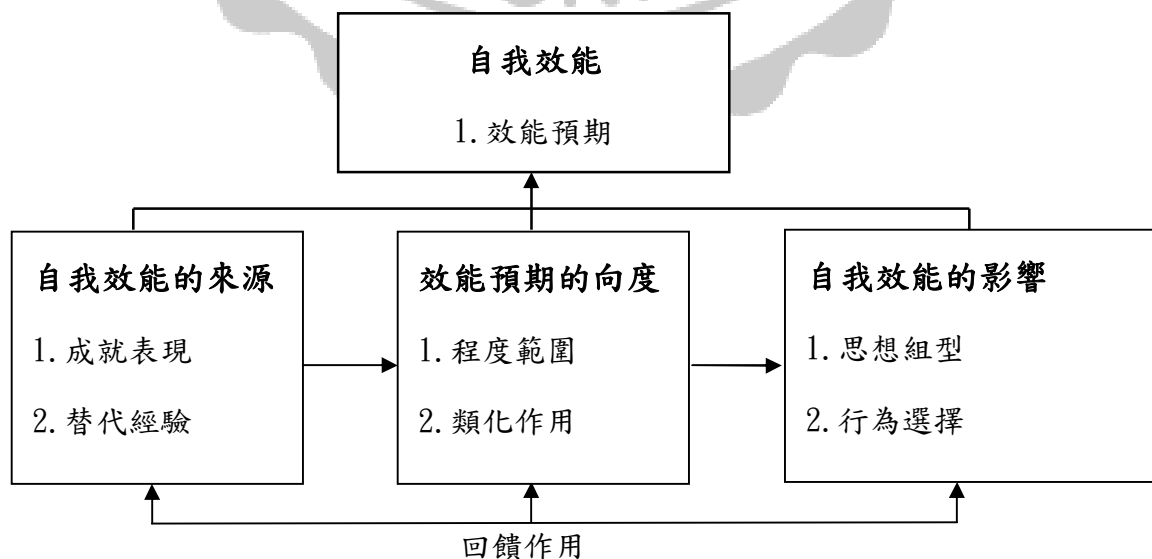 自我效能
1.效能預期
自我效能的來源
1.成就表現
2.替代經驗
效能預期的向度
1.程度範圍
2.類化作用
自我效能的影響
1.思想組型
2.行為選擇
回饋作用